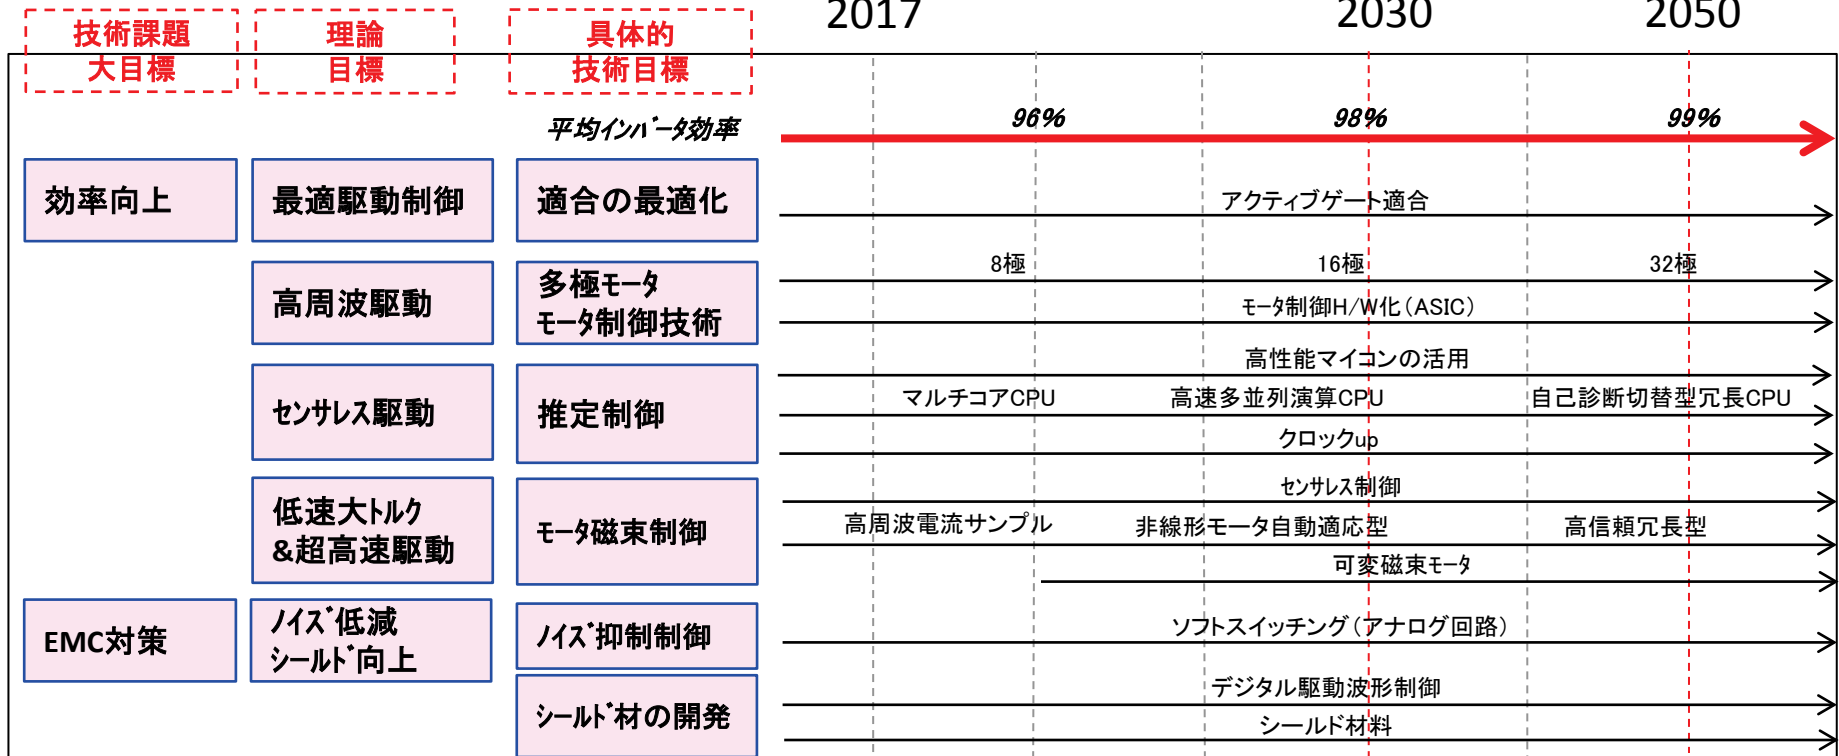 2017
2030
2050
技術課題
大目標
理論
目標
具体的
技術目標
平均ｲﾝﾊﾞｰﾀ効率
96%
98%
99%
効率向上
最適駆動制御
適合の最適化
アクティブゲート適合
高周波駆動
多極ﾓｰﾀ
ﾓｰﾀ制御技術
8極
16極
32極
ﾓｰﾀ制御H/W化（ASIC）
センサレス駆動
推定制御
高性能マイコンの活用
マルチコアCPU
高速多並列演算CPU
自己診断切替型冗長CPU
クロックup
低速大ﾄﾙｸ
&超高速駆動
ﾓｰﾀ磁束制御
ｾﾝｻﾚｽ制御
高周波電流サンプル
非線形モータ自動適応型
高信頼冗長型
可変磁束ﾓｰﾀ
EMC対策
ﾉｲｽﾞ低減
ｼｰﾙﾄﾞ向上
ﾉｲｽﾞ抑制制御
ソフトスイッチング（アナログ回路）
ｼｰﾙﾄﾞ材の開発
デジタル駆動波形制御
シールド材料